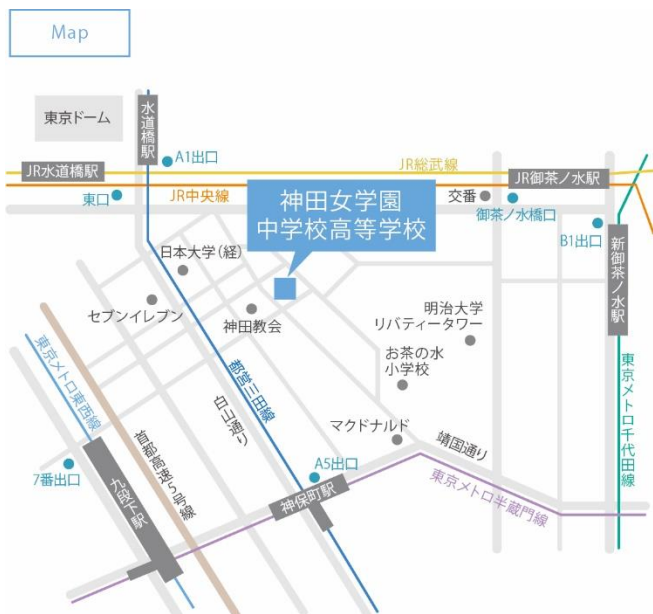 Map
東京ドーム
水道橋駅
A1出口
JR水道橋駅
JR総武線
JR御茶ノ水駅
東口
JR中央線
神田女学園
中学校高等学校
交番
御茶ノ水橋口
B1出口
新御茶ノ水駅
日本大学(経)
セブンイレブン
神田教会
明治大学
リバティータワー
お茶の水
小学校
東京メトロ東西線
首都高速5号線
白山通り
都営三田線
東京メトロ千代田線
マクドナルド
靖国通り
7番出口
九段下駅
A5出口
神保町駅
東京メトロ半蔵門線